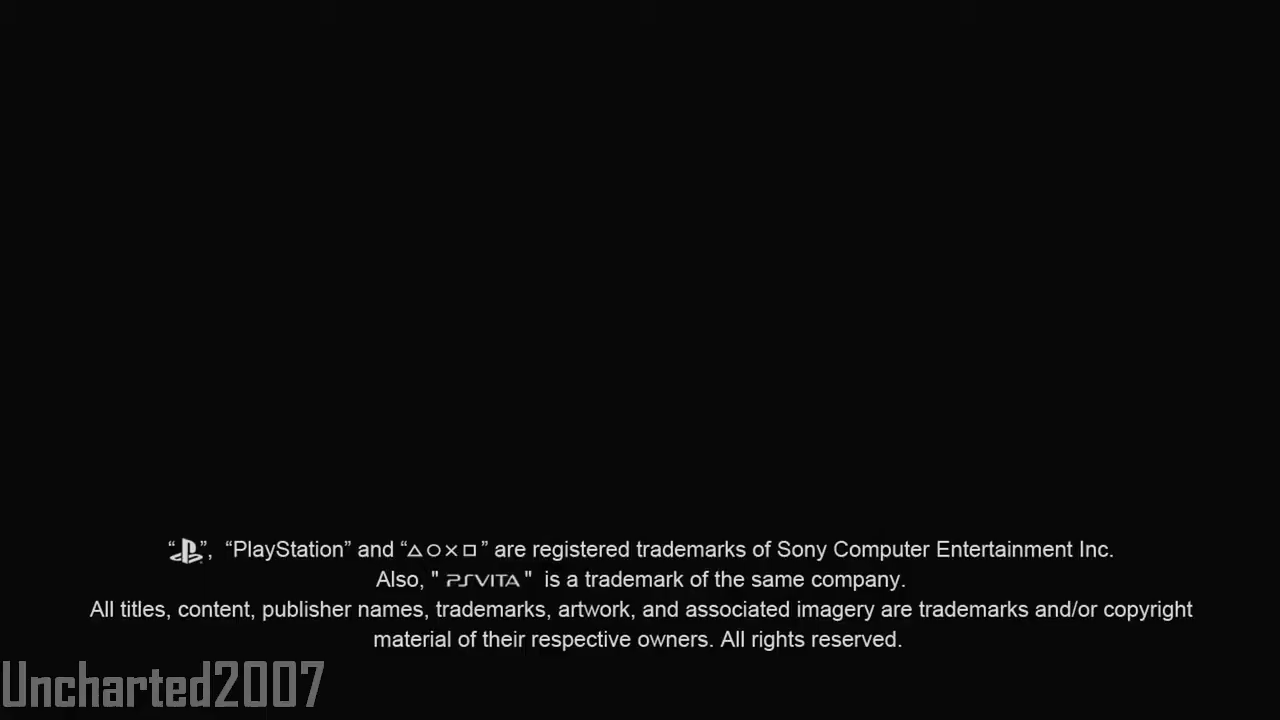 “PS”, “PlayStation” and “△○×□” are registered trademarks of Sony Computer Entertainment Inc.
Also, " PSVITA " is a trademark of the same company.
All titles, content, publisher names, trademarks, artwork, and associated imagery are trademarks and/or copyright
material of their respective owners. All rights reserved.
Uncharted2007